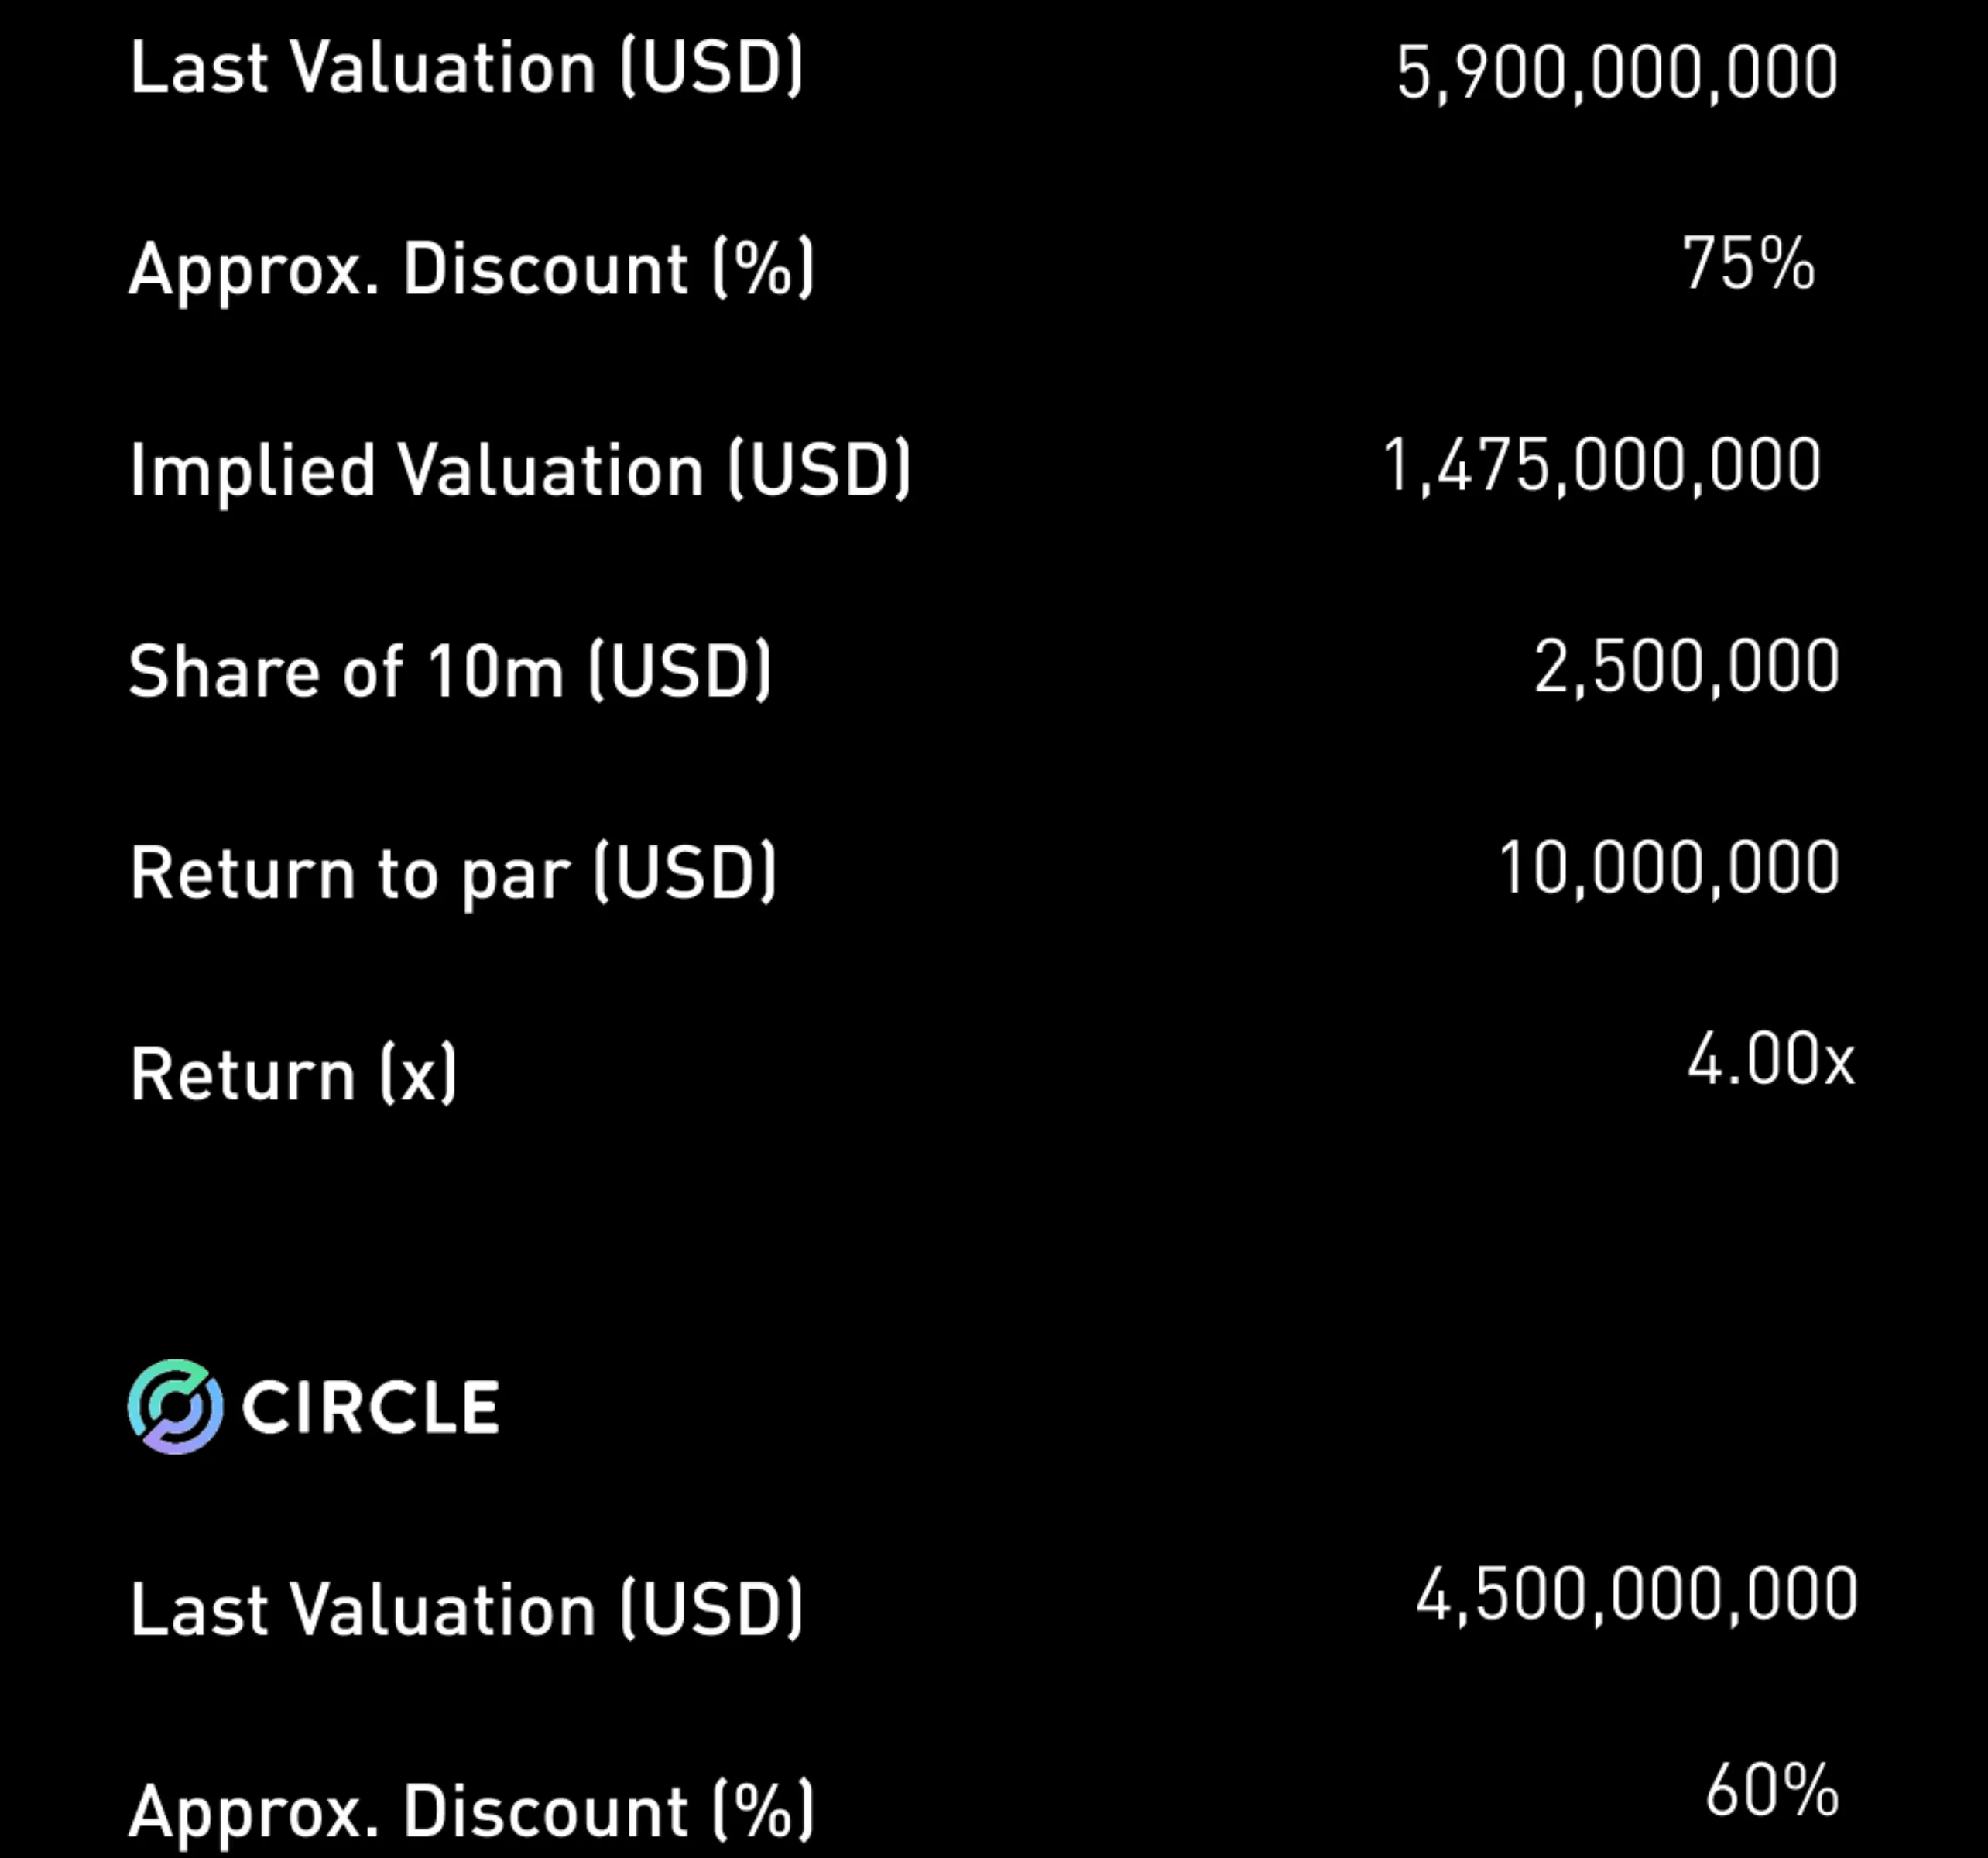 Last Valuation (USD) 5,900,000,000
Approx. Discount (%) 75%
Implied Valuation (USD) 1,475,000,000
Share of 10m (USD) 2,500,000
Return to par (USD) 10,000,000
Return (x) 4.00x
CIRCLE
Last Valuation (USD) 4,500,000,000
Approx. Discount (%) 60%